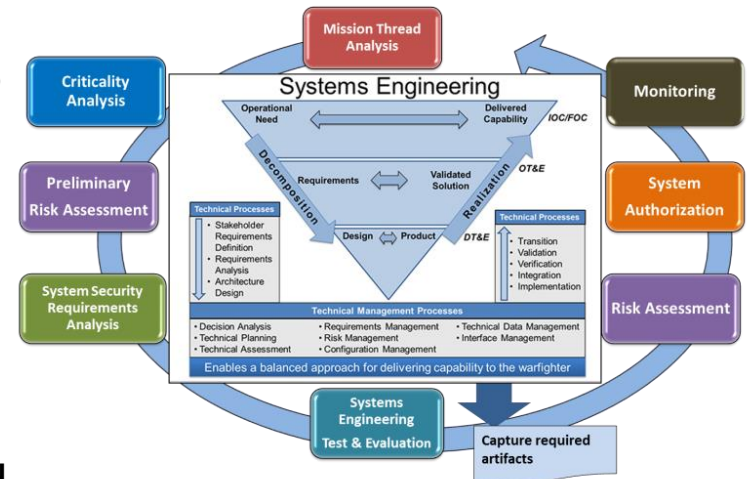 Mission Thread
Analysis
Criticality
Analysis
Monitoring
Systems Engineering
Operational
Need
Delivered
Capability
IOC/FOC
Decomposition
Realization
OT&E
Requirements
Validated
Solution
Preliminary
Risk Assessment
System
Authorization
Technical Processes
• Stakeholder
Requirements
Definition
• Requirements
Analysis
• Architecture
Design
Design
Product
DT&E
Technical Processes
• Transition
• Validation
• Verification
• Integration
• Implementation
System Security
Requirements
Analysis
Risk Assessment
Technical Management Processes
• Decision Analysis
• Technical Planning
• Technical Assessment
• Requirements Management
• Risk Management
• Configuration Management
• Technical Data Management
• Interface Management
Enables a balanced approach for delivering capability to the warfighter
Systems
Engineering
Test & Evaluation
Capture required
artifacts